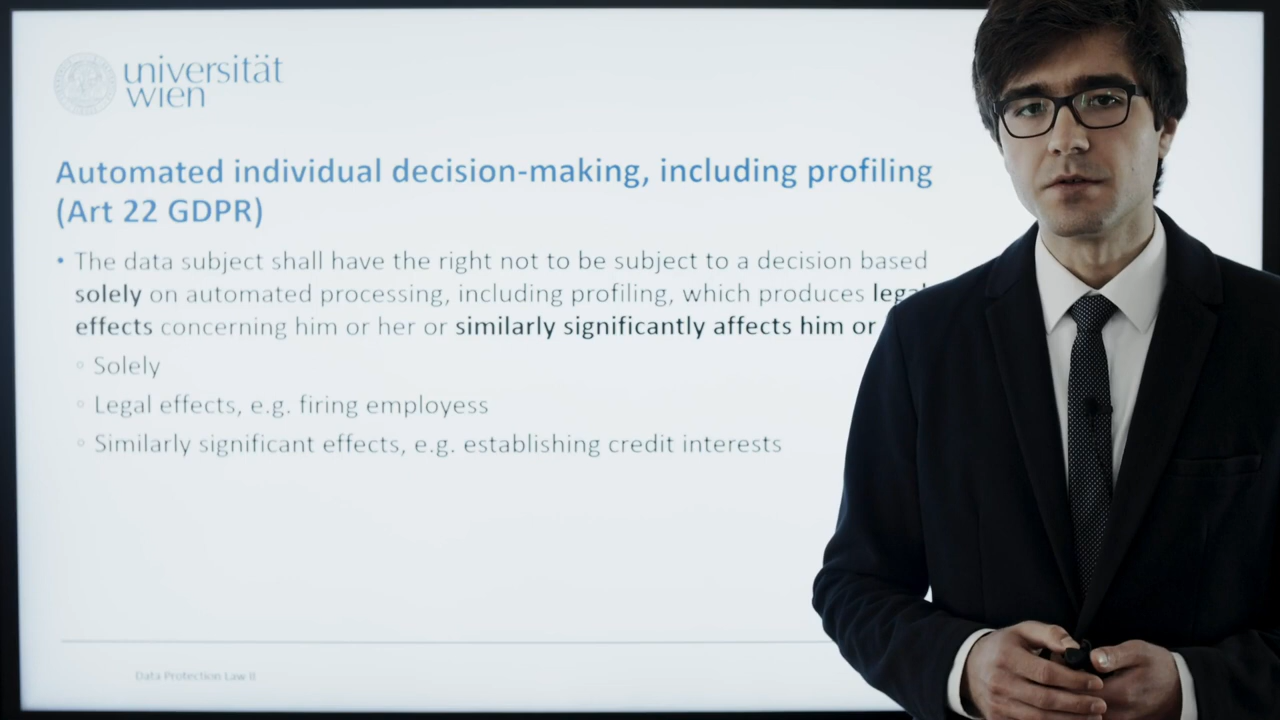 universität
wien
Automated individual decision-making, including profiling
(Art 22 GDPR)
• The data subject shall have the right not to be subject to a decision based
solely on automated processing, including profiling, which produces legal
effects concerning him or her or similarly significantly affects him or
◦ Solely
◦ Legal effects, e.g. firing employess
◦ Similarly significant effects, e.g. establishing credit interests
Data Protection Law II